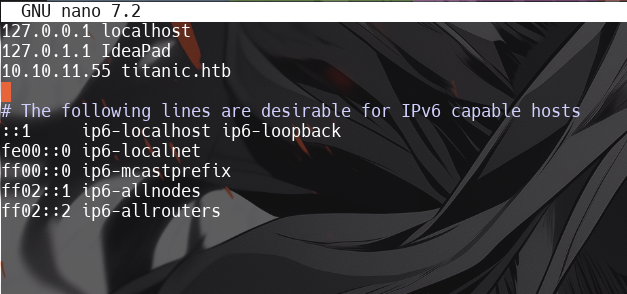 GNU nano 7.2
127.0.0.1 localhost
127.0.1.1 IdeaPad
10.10.11.55 titanic.htb
# The following lines are desirable for IPv6 capable hosts
::1     ip6-localhost ip6-loopback
fe00::0 ip6-localnet
ff00::0 ip6-mcastprefix
ff02::1 ip6-allnodes
ff02::2 ip6-allrouters